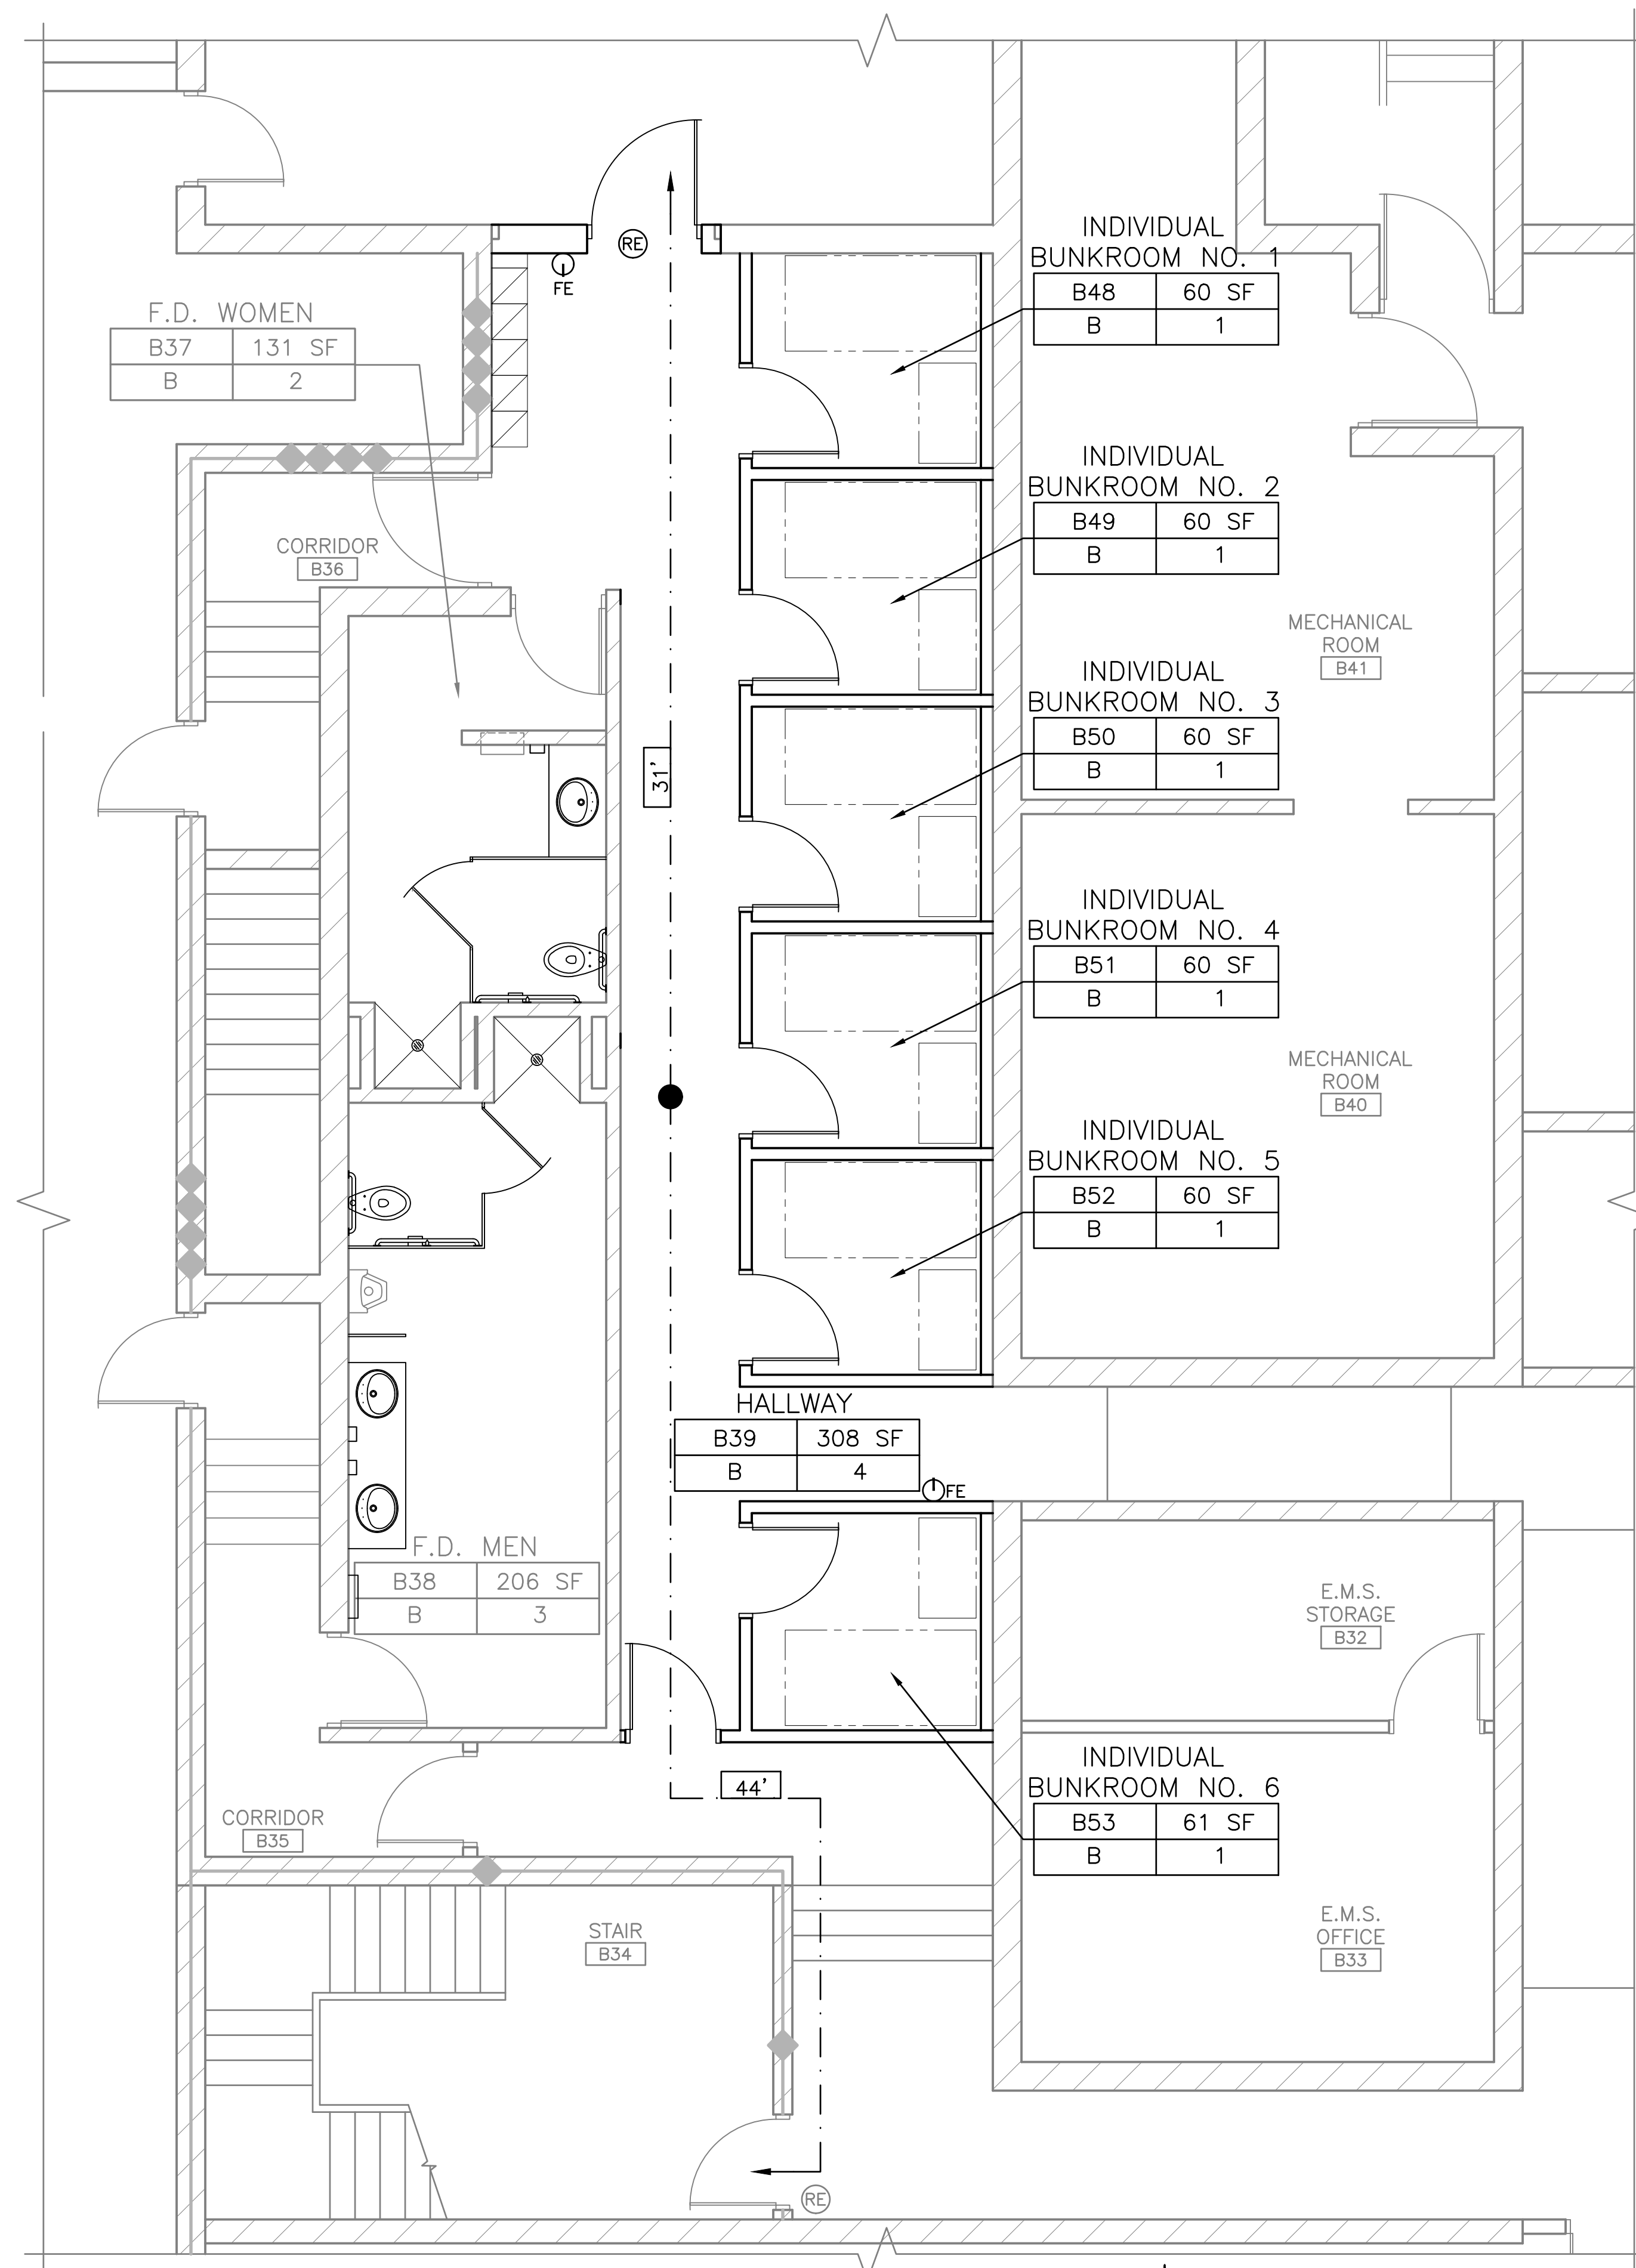 INDIVIDUAL
BUNKROOM NO. 1
B48 60 SF
B 1
RE
FE
F.D. WOMEN
B37 131 SF
B 2
INDIVIDUAL
BUNKROOM NO. 2
B49 60 SF
B 1
CORRIDOR
B36
MECHANICAL
ROOM
B41
INDIVIDUAL
BUNKROOM NO. 3
B50 60 SF
B 1
31'
INDIVIDUAL
BUNKROOM NO. 4
B51 60 SF
B 1
MECHANICAL
ROOM
B40
INDIVIDUAL
BUNKROOM NO. 5
B52 60 SF
B 1
HALLWAY
B39 308 SF
B 4
FE
F.D. MEN
B38 206 SF
B 3
E.M.S.
STORAGE
B32
INDIVIDUAL
BUNKROOM NO. 6
B53 61 SF
B 1
44'
CORRIDOR
B35
STAIR
B34
E.M.S.
OFFICE
B33
RE